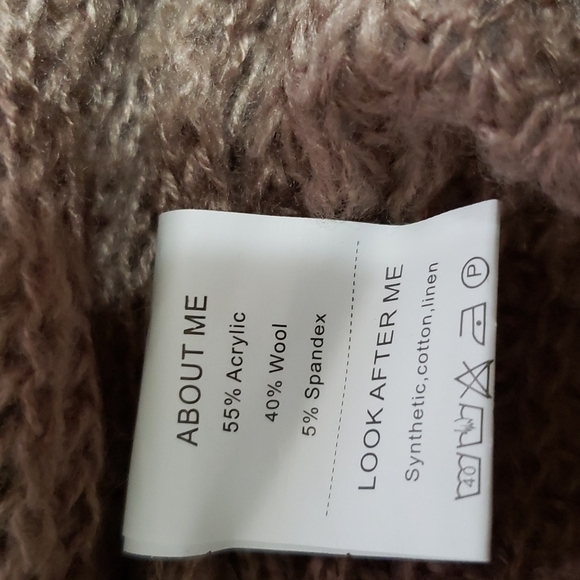 ABOUT ME
55% Acrylic
40% Wool
5% Spandex
LOOK AFTER ME
Synthetic,cotton,linen
40 P